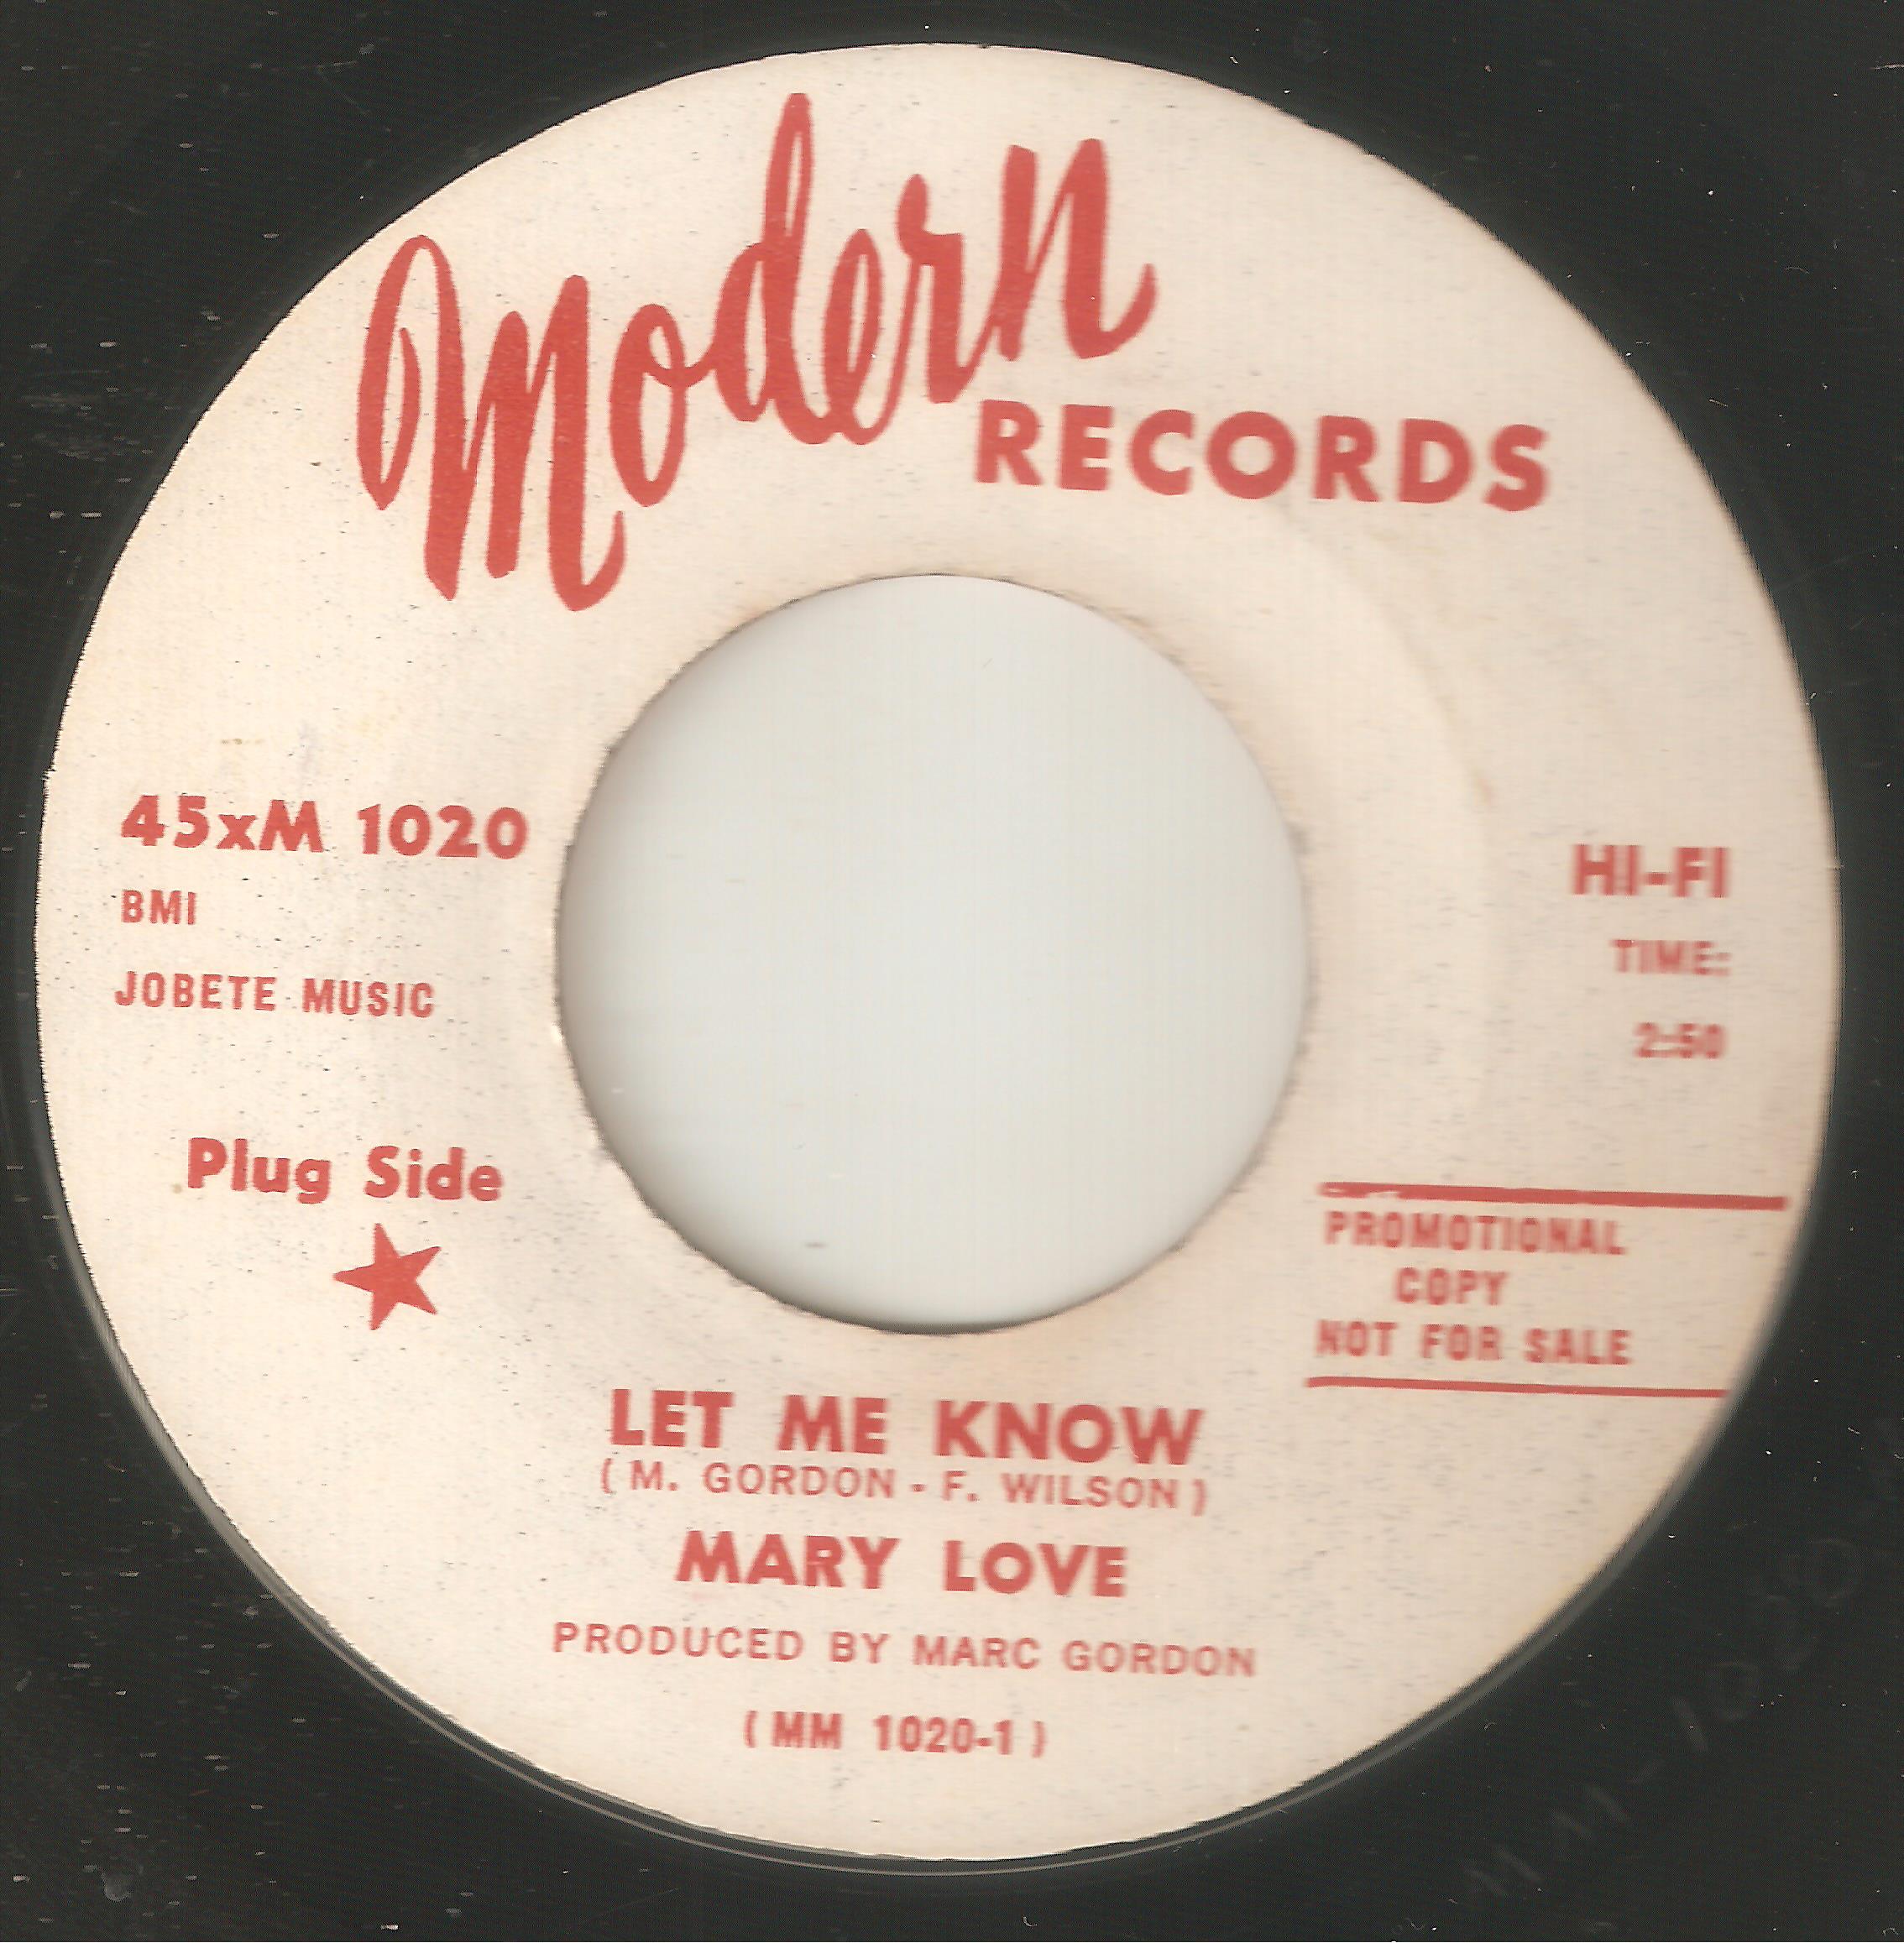 Modern
RECORDS
45xM 1020
BMI
JOBETE MUSIC
HI-FI
TIME:
2:50
Plug Side
PROMOTIONAL
COPY
NOT FOR SALE
LET ME KNOW
( M. GORDON - F. WILSON )
MARY LOVE
PRODUCED BY MARC GORDON
( MM 1020-1 )